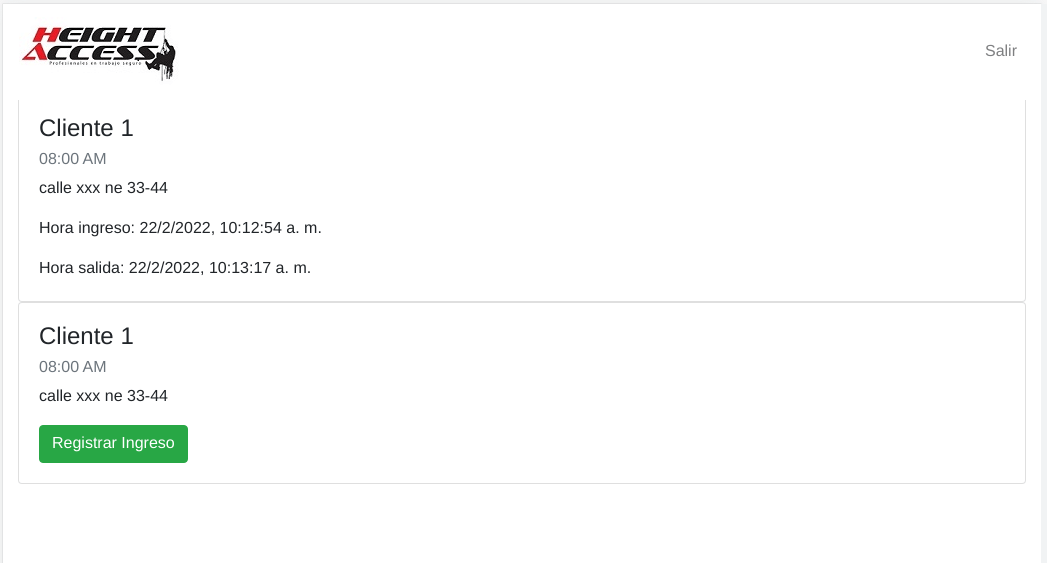 HEIGHT
ACCESS
Profesionales en trabajo seguro
Salir
Cliente 1
08:00 AM
calle xxx ne 33-44
Hora ingreso: 22/2/2022, 10:12:54 a. m.
Hora salida: 22/2/2022, 10:13:17 a. m.
Cliente 1
08:00 AM
calle xxx ne 33-44
Registrar Ingreso